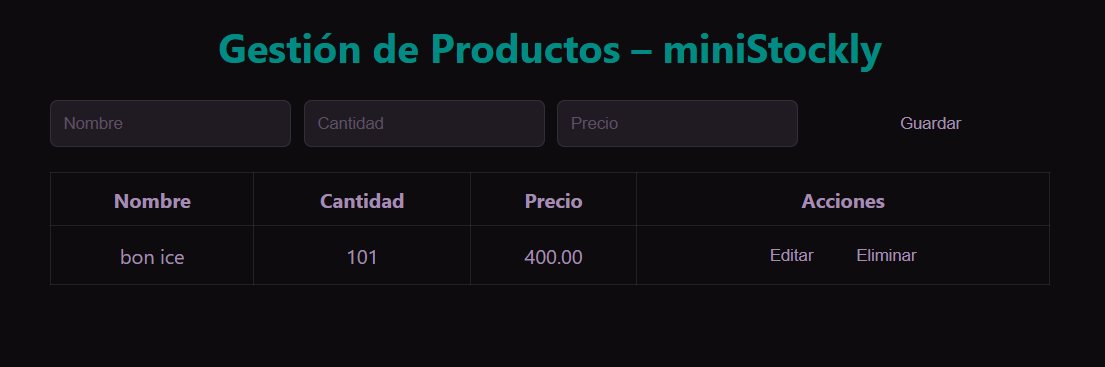 Gestión de Productos – miniStockly
Nombre Cantidad Precio Guardar
Nombre Cantidad Precio Acciones
bon ice 101 400.00 Editar Eliminar